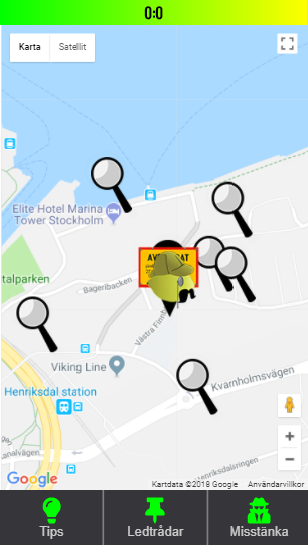 0:0
Karta Satellit
Elite Hotel Marina
Tower Stockholm
talparken
Bageribacken
Västra Finnb
Viking Line
Henriksdal station
Kvarnholmsvägen
Google
Kartdata ©2018 Google Användarvillkor
Tips Ledtrådar Misstänka